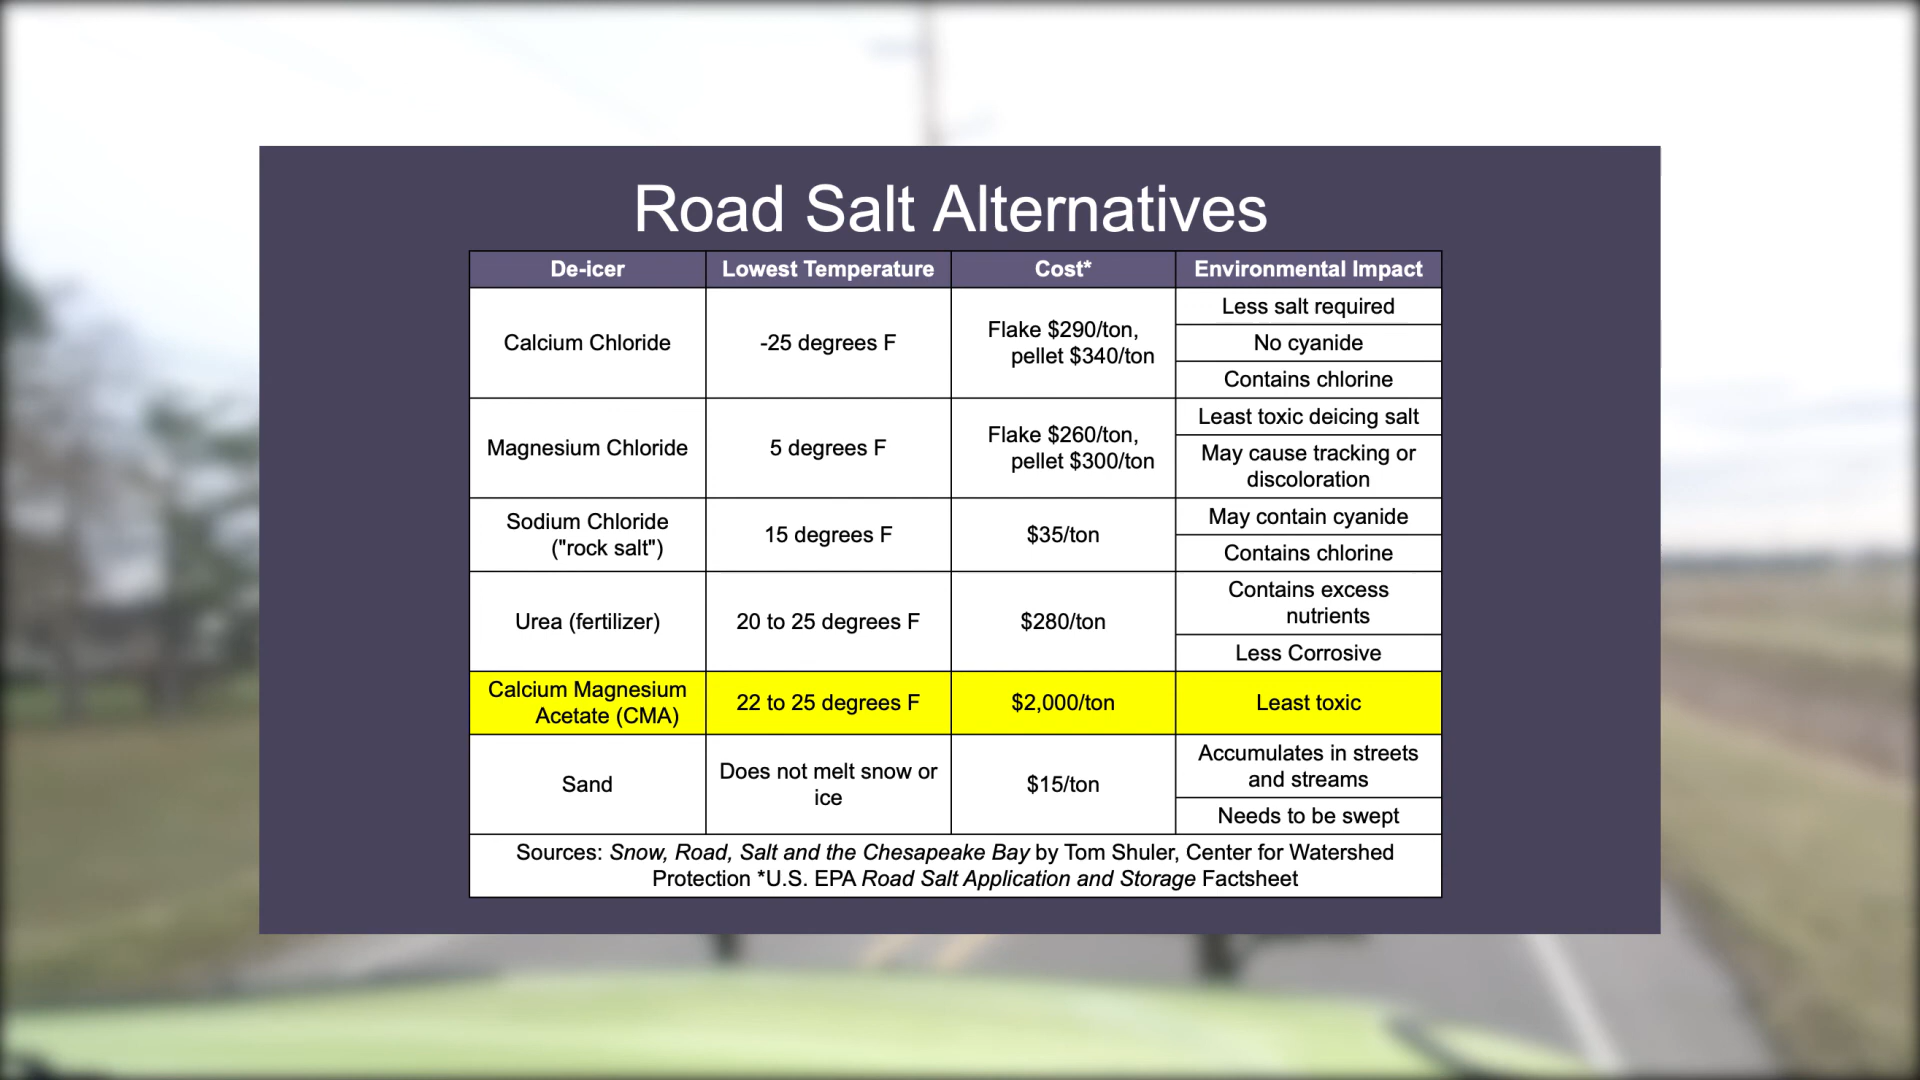 Road Salt Alternatives
De-icer
Lowest Temperature
Cost*
Environmental Impact
Calcium Chloride
-25 degrees F
Flake $290/ton,
pellet $340/ton
Less salt required
No cyanide
Contains chlorine
Magnesium Chloride
5 degrees F
Flake $260/ton,
pellet $300/ton
Least toxic deicing salt
May cause tracking or
discoloration
Sodium Chloride
("rock salt")
15 degrees F
$35/ton
May contain cyanide
Contains chlorine
Urea (fertilizer)
20 to 25 degrees F
$280/ton
Contains excess
nutrients
Less Corrosive
Calcium Magnesium
Acetate (CMA)
22 to 25 degrees F
$2,000/ton
Least toxic
Sand
Does not melt snow or
ice
$15/ton
Accumulates in streets
and streams
Needs to be swept
Sources: Snow, Road, Salt and the Chesapeake Bay by Tom Shuler, Center for Watershed
Protection *U.S. EPA Road Salt Application and Storage Factsheet